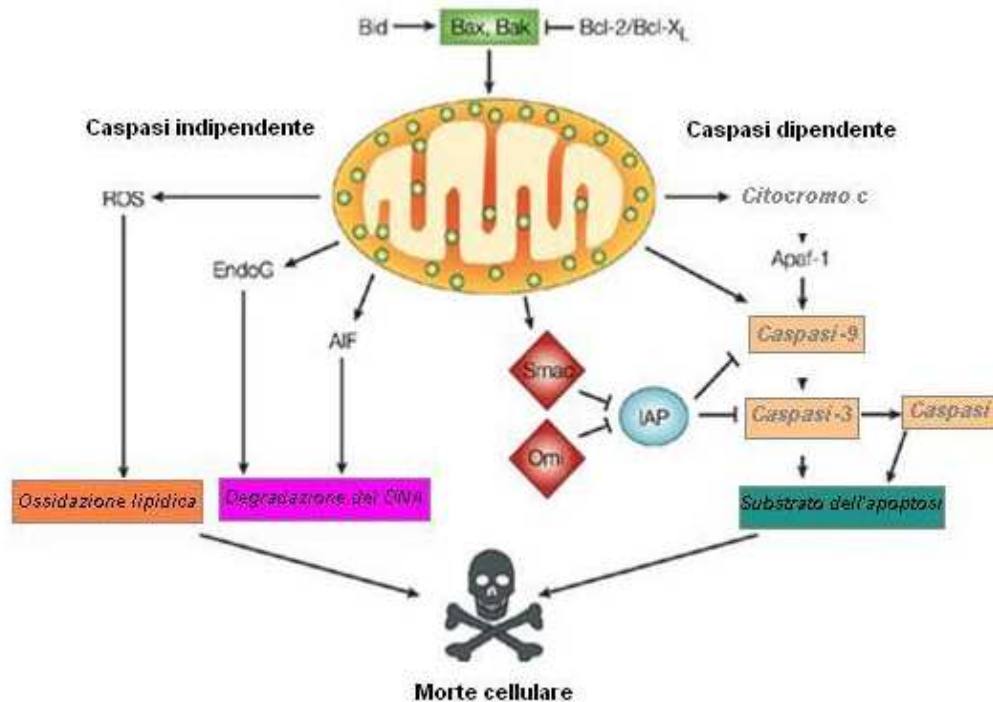 Bid
Bax, Bak
Bcl-2/Bcl-XL
Caspasi indipendente
Caspasi dipendente
ROS
Citocromo c
EndoG
Apaf-1
AIF
Caspasi-9
Smac
IAP
Caspasi-3
Caspasi
Omi
Ossidazione lipidica
Degradazione del DNA
Substrato dell'apoptosi
Morte cellulare